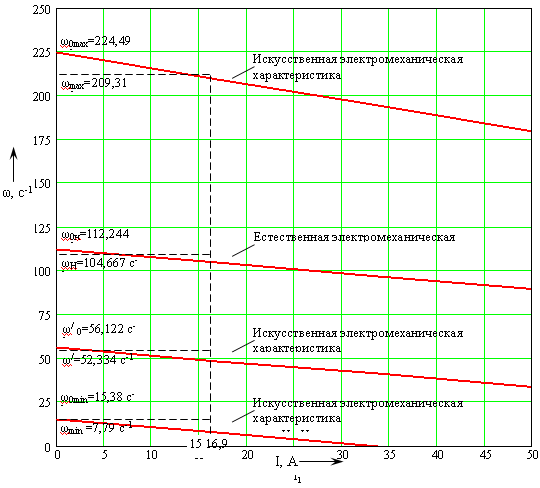 250
ω0max=224,49
225
Искусственная электромеханическая
характеристика
ωmax=209,31
200
175
150
ω, с-1
125
ω0н=112,244
Естественная электромеханическая
ωН=104,667 с-
100
75
ω/ 0=56,122 с-
Искусственная электромеханическая
характеристика
50
ω/=52,334 с-1
ω0min=15,38 с-
25
Искусственная электромеханическая
характеристика
ωmin =7,79 с-1
15 16,9
0
0 5 10 15 20 25 30 35 40 45 50
I, А